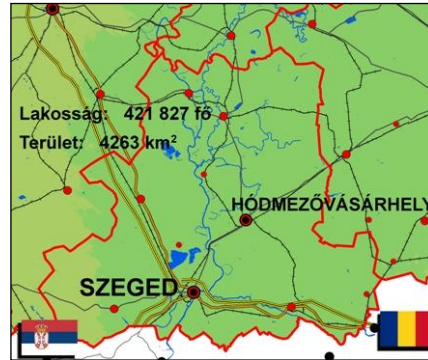 Lakosság: 421 827 fő
Terület: 4263 km²
HÓDMEZŐVÁSÁRHELY
SZEGED